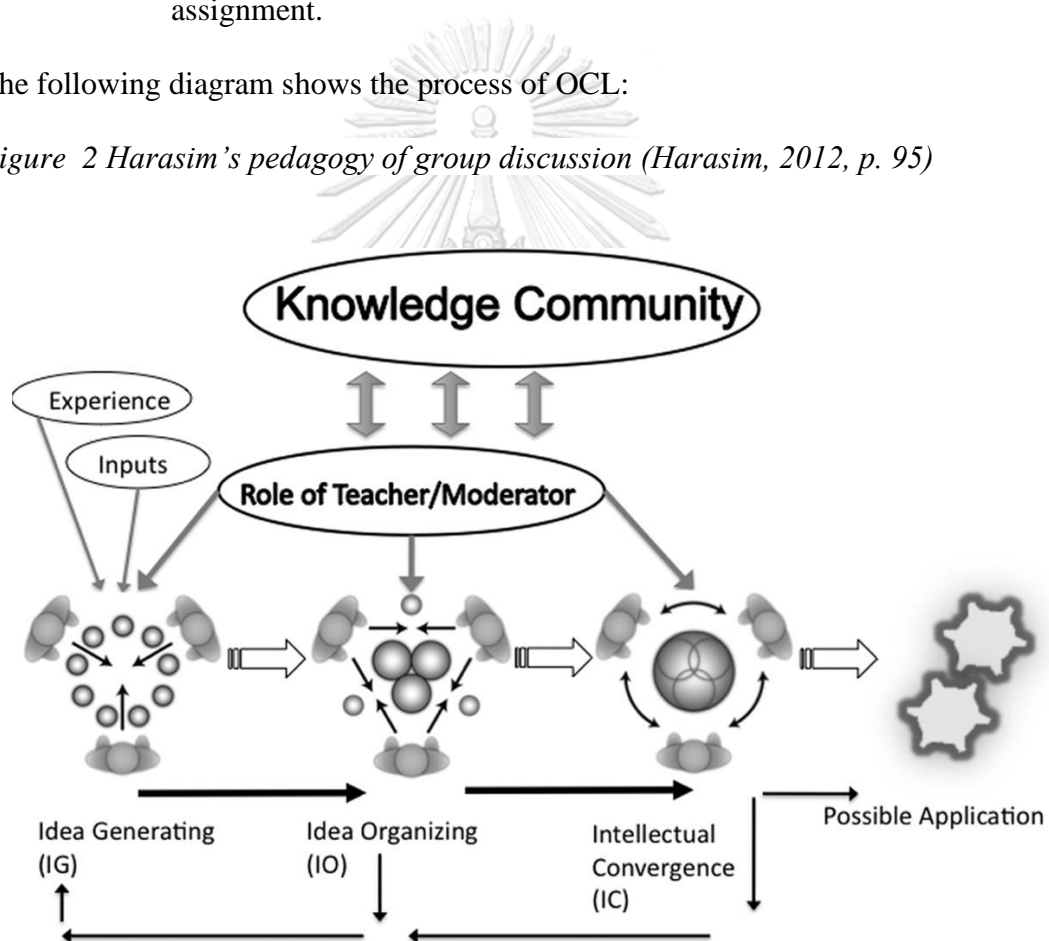 assignment.
he following diagram shows the process of OCL:
igure 2 Harasim’s pedagogy of group discussion (Harasim, 2012, p. 95)
Knowledge Community
Experience
Inputs
Role of Teacher/Moderator
Idea Generating
(IG)
Idea Organizing
(IO)
Intellectual
Convergence
(IC)
Possible Application